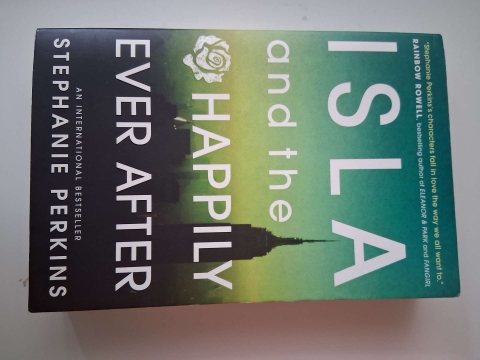 "Stephanie Perkins's characters fall in love the way we all want to."
RAINBOW ROWELL, bestselling author of ELEANOR & PARK and FANGIRL
ISLA
and the
HAPPILY
EVER AFTER
AN INTERNATIONAL BESTSELLER
STEPHANIE PERKINS